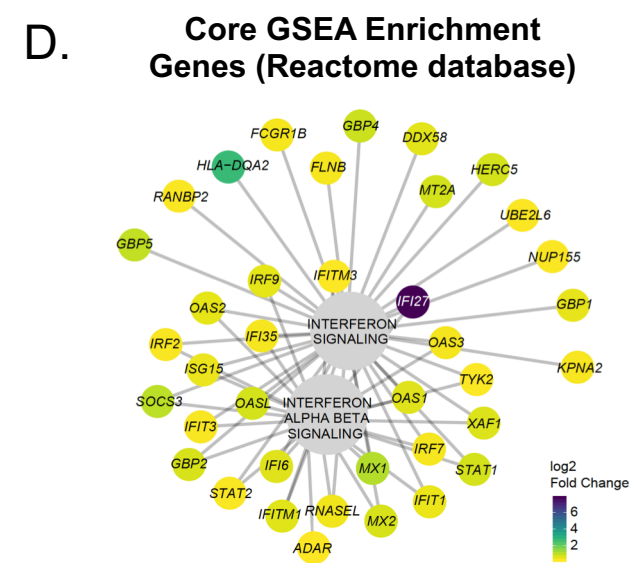 D.
Core GSEA Enrichment
Genes (Reactome database)
FCGR1B
GBP4
DDX58
HLA−DQA2
FLNB
HERC5
RANBP2
MT2A
UBE2L6
GBP5
NUP155
IRF9
IFITM3
IFI27
GBP1
OAS2
INTERFERON
SIGNALING
IRF2
IFI35
OAS3
KPNA2
ISG15
TYK2
SOCS3
OASL
INTERFERON
ALPHA BETA
SIGNALING
OAS1
IFIT3
XAF1
GBP2
IFI6
MX1
IRF7
STAT1
STAT2
IFITM1
RNASEL
MX2
IFIT1
ADAR
log2
Fold Change
6
4
2